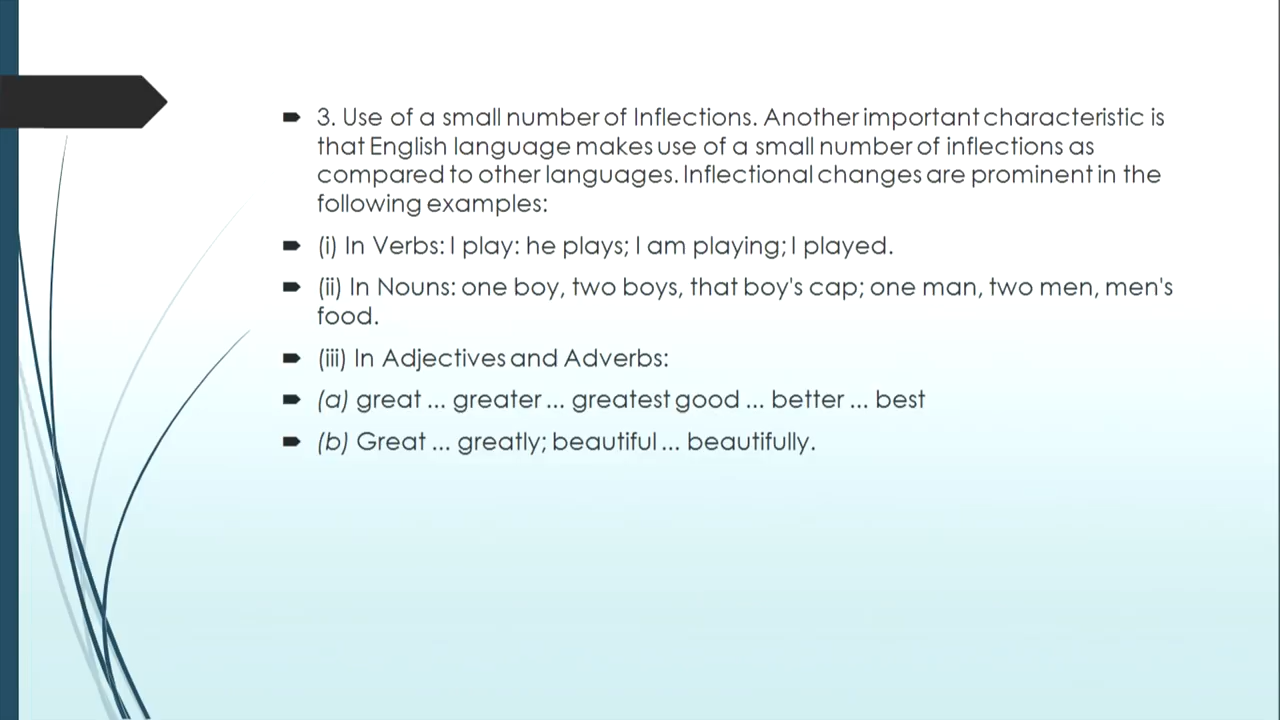 3. Use of a small number of Inflections. Another important characteristic is
that English language makes use of a small number of inflections as
compared to other languages. Inflectional changes are prominent in the
following examples:
(i) In Verbs: I play: he plays; I am playing; I played.
(ii) In Nouns: one boy, two boys, that boy's cap; one man, two men, men's
food.
(iii) In Adjectives and Adverbs:
(a) great ... greater ... greatest good ... better ... best
(b) Great ... greatly; beautiful ... beautifully.